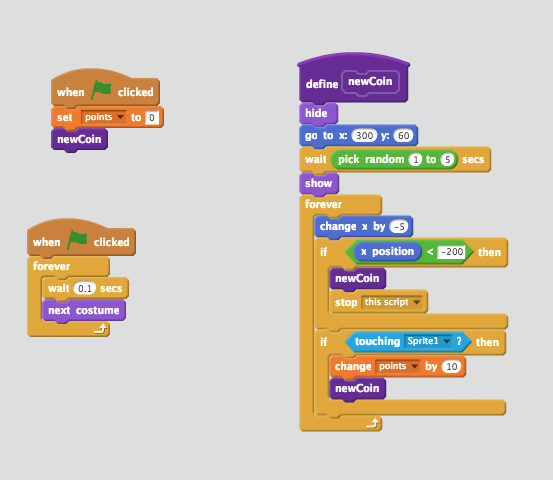 when clicked
set points to 0
newCoin
when clicked
forever
wait 0.1 secs
next costume
define newCoin
hide
go to x: 300 y: 60
wait pick random 1 to 5 secs
show
forever
change x by -5
if x position < -200 then
newCoin
stop this script
if touching Sprite1 ? then
change points by 10
newCoin